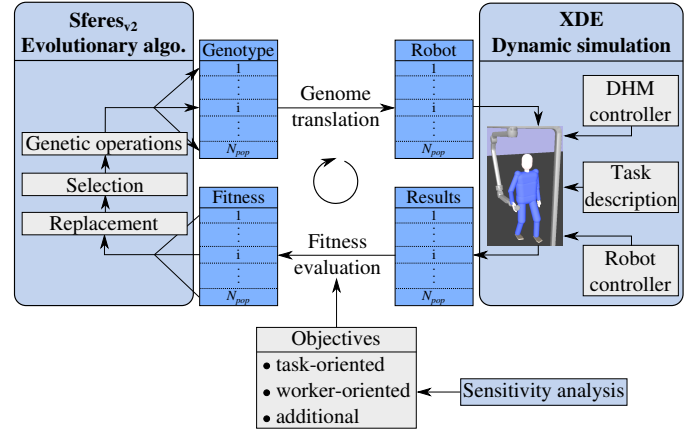 Sferes_v2
Evolutionary algo.
Genotype
1
i
N_pop
Genetic operations
Selection
Replacement
Fitness
1
i
N_pop
Genome
translation
Fitness
evaluation
Robot
1
i
N_pop
Results
1
i
N_pop
XDE
Dynamic simulation
DHM
controller
Task
description
Robot
controller
Objectives
• task-oriented
• worker-oriented
• additional
Sensitivity analysis